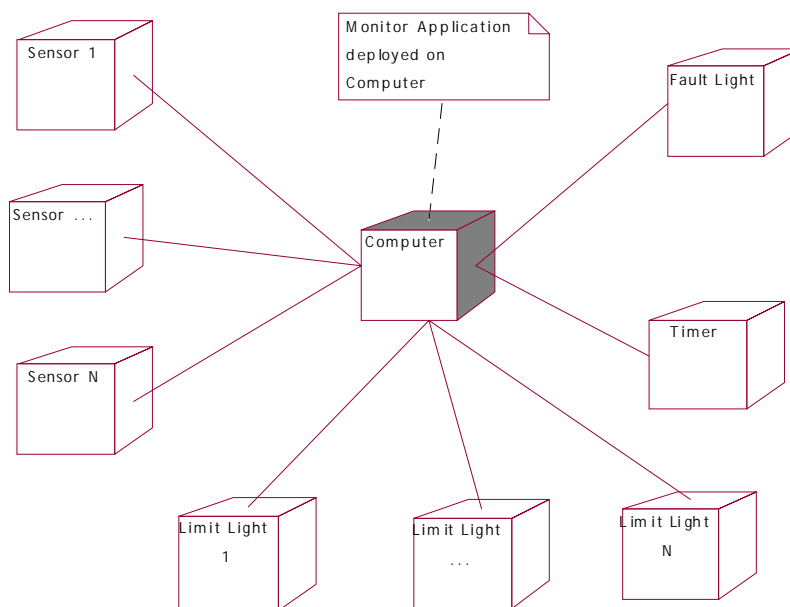 Sensor 1
Monitor Application
deployed on
Computer
Fault Light
Sensor ...
Computer
Timer
Sensor N
Limit Light
1
Limit Light
...
Limit Light
N